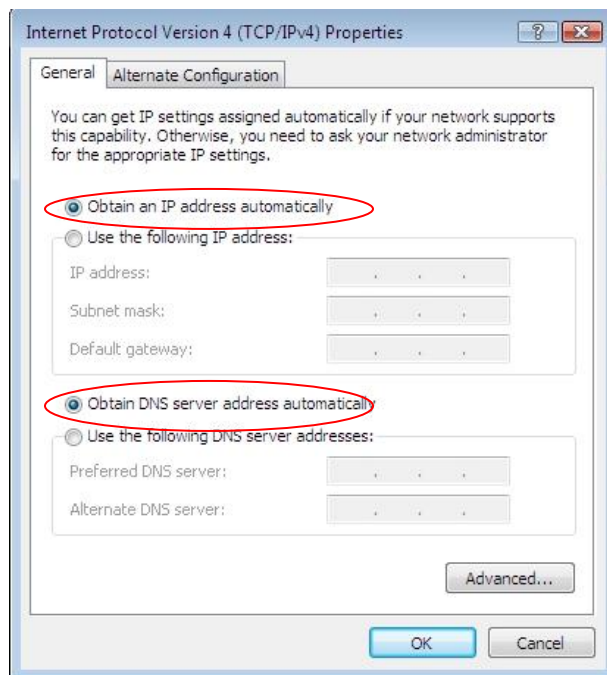 Internet Protocol Version 4 (TCP/IPv4) Properties
General
Alternate Configuration
You can get IP settings assigned automatically if your network supports
this capability. Otherwise, you need to ask your network administrator
for the appropriate IP settings.
Obtain an IP address automatically
Use the following IP address:
IP address:
Subnet mask:
Default gateway:
Obtain DNS server address automatically
Use the following DNS server addresses:
Preferred DNS server:
Alternate DNS server:
Advanced...
OK
Cancel